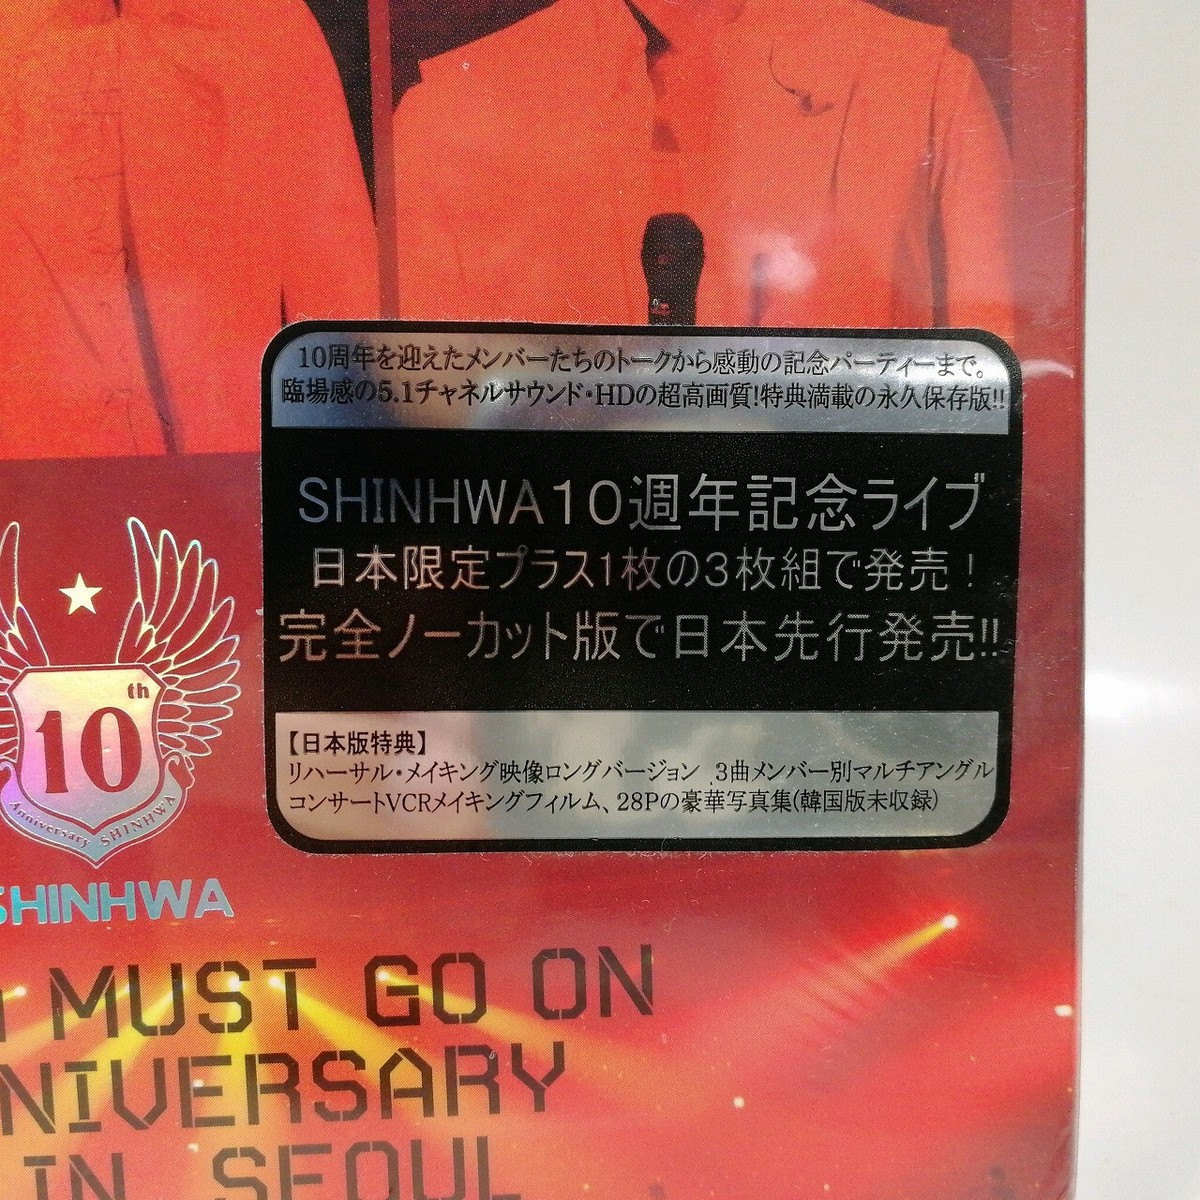 10周年を迎えたメンバーたちのトークから感動の記念パーティーまで。
臨場感の5.1チャネルサウンド・HDの超高画質!特典満載の永久保存版!!
SHINHWA10週年記念ライブ
日本限定プラス1枚の3枚組で発売!
完全ノーカット版で日本先行発売!!
【日本版特典】
リハーサル・メイキング映像ロングバージョン、3曲メンバー別マルチアングル
コンサートVCRメイキングフィルム、28Pの豪華写真集(韓国版未収録)
10th
Anniversary SHINHWA
SHINHWA
MUST GO ON
NIVERSARY
IN SEOUL